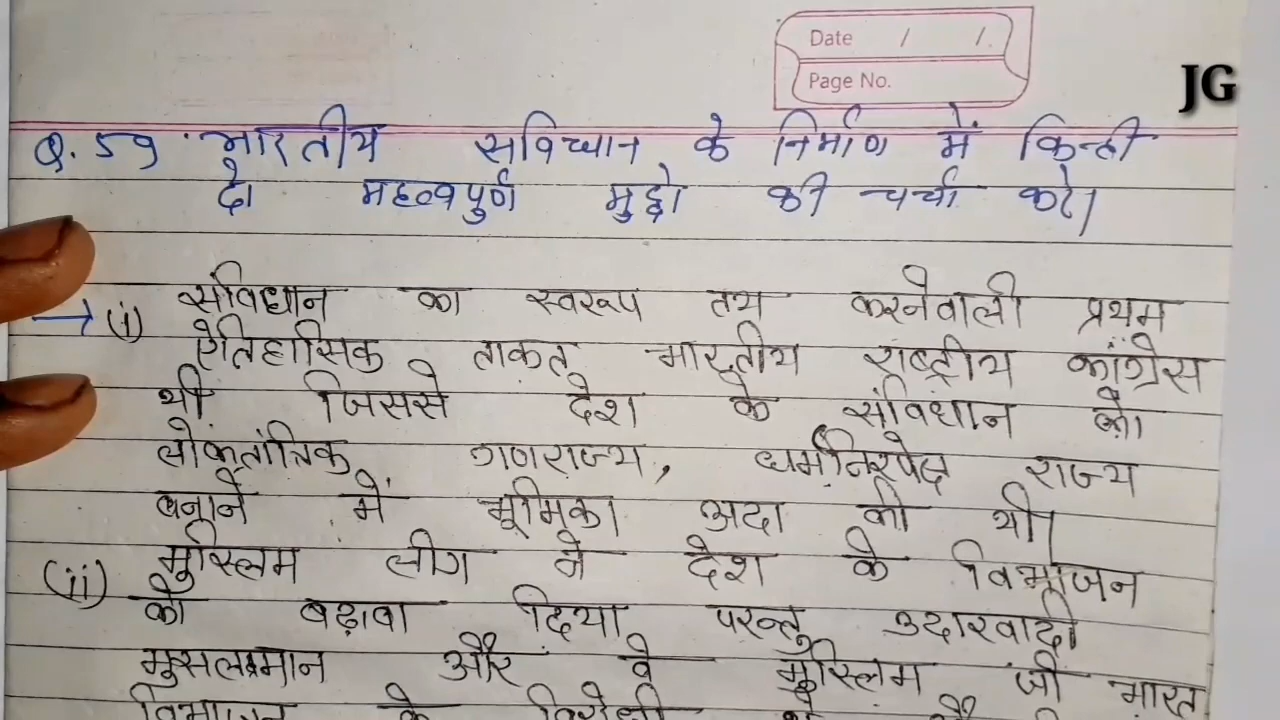 Date / /
Page No.
JG
Q. 59 भारतीय सविधान के निर्माण में किन्ही
दो महत्वपुर्ण मुद्दो की चर्चा करे।
→ (i) संविधान का स्वरूप तय करनेवाली प्रथम
ऐतिहासिक ताकत भारतीय राष्ट्रीय कांग्रेस
थी जिससे देश के संविधान को
लोकतांत्रिक गणराज्य, धर्मनिरपेक्ष राज्य
बनाने में भूमिका अदा की थी।
(ii) मुस्लिम लीग ने देश के विभाजन
को बढ़ावा दिया परन्तु उदारवादी
मुसलमान और वे मुस्लिम जो भारत
विभाजन के विरोधी थे